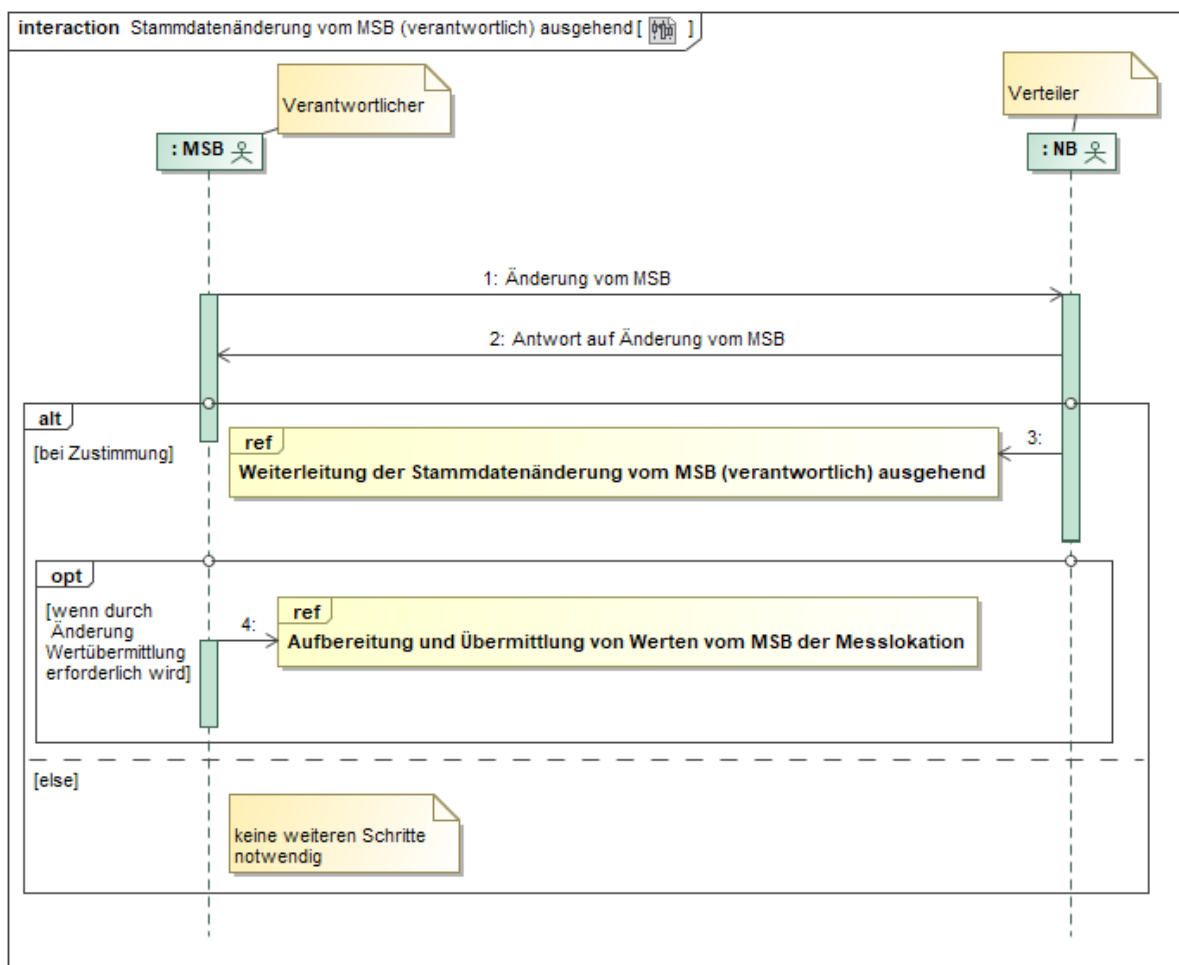 interaction Stammdatenänderung vom MSB (verantwortlich) ausgehend [ ]
Verantwortlicher
Verteiler
: MSB
: NB
1: Änderung vom MSB
2: Antwort auf Änderung vom MSB
alt
[bei Zustimmung]
ref
3:
Weiterleitung der Stammdatenänderung vom MSB (verantwortlich) ausgehend
opt
[wenn durch
Änderung
Wertübermittlung
erforderlich wird]
4:
ref
Aufbereitung und Übermittlung von Werten vom MSB der Messlokation
[else]
keine weiteren Schritte
notwendig